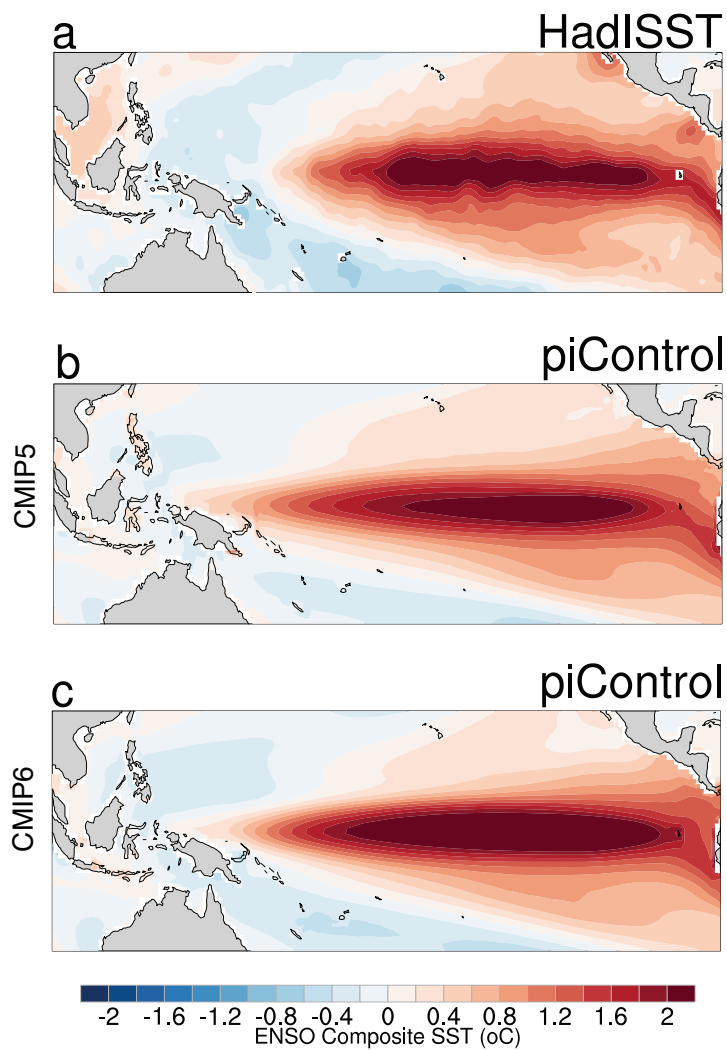 a HadISST
b piControl
CMIP5
c piControl
CMIP6
-2 -1.6 -1.2 -0.8 -0.4 0 0.4 0.8 1.2 1.6 2
ENSO Composite SST (oC)